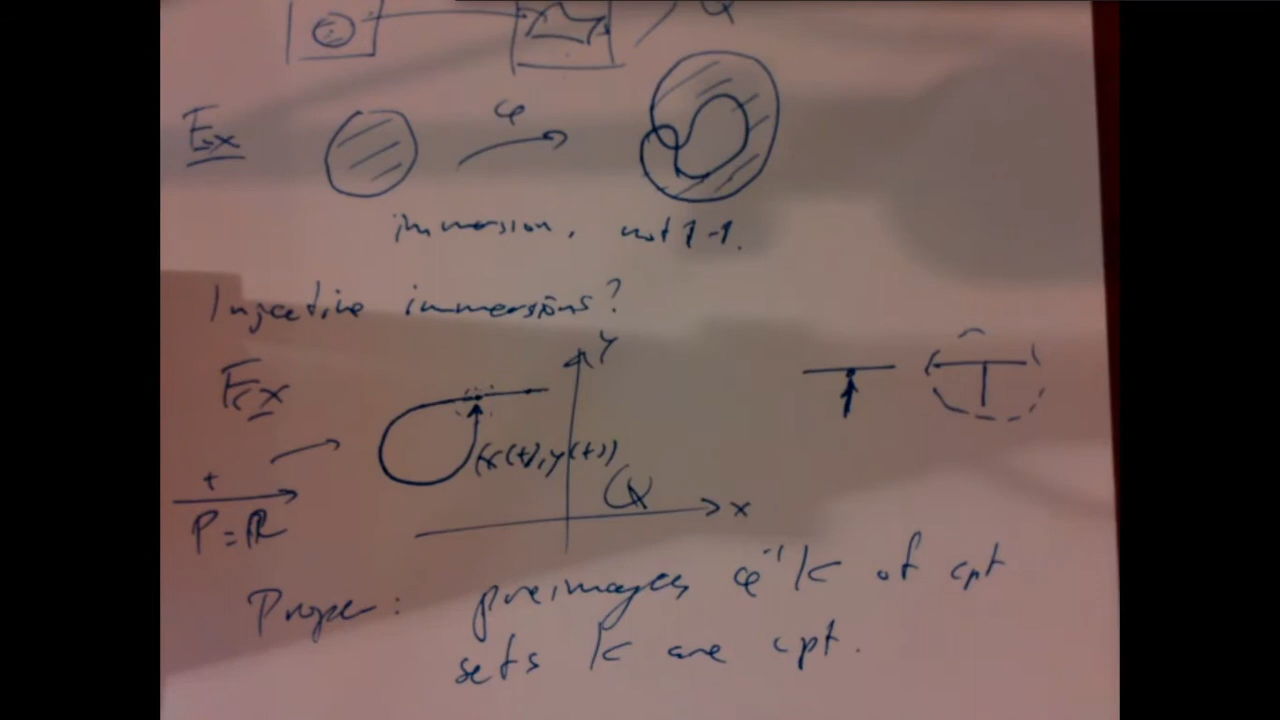 Q
Ex
φ
immersion, not 1-1.
Injective immersions?
Ex
y
(x(t), y(t))
t
P = ℝ
Q
x
Proper: preimages φ⁻¹K of cpt
sets K are cpt.